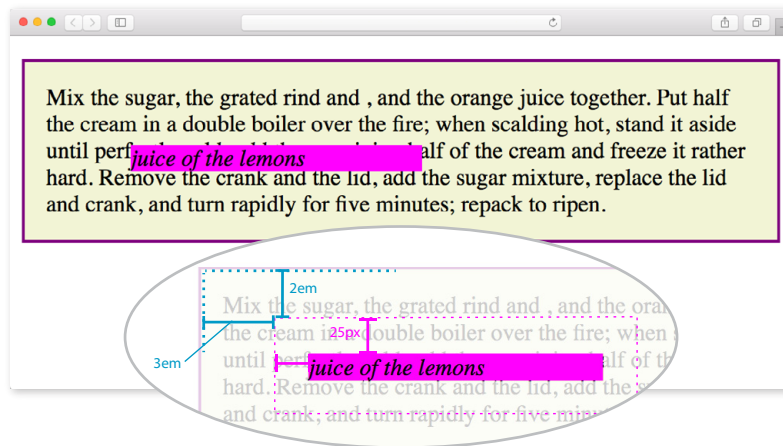 Mix the sugar, the grated rind and , and the orange juice together. Put half
the cream in a double boiler over the fire; when scalding hot, stand it aside
until perf alf of the cream and freeze it rather
juice of the lemons
hard. Remove the crank and the lid, add the sugar mixture, replace the lid
and crank, and turn rapidly for five minutes; repack to ripen.
2em
Mix the sugar, the grated rind and , and the oran
25px
the cream in a double boiler over the fire; when
3em
until perf alf of th
juice of the lemons
hard. Remove the crank and the lid, add the
and crank, and turn rapidly for five minu